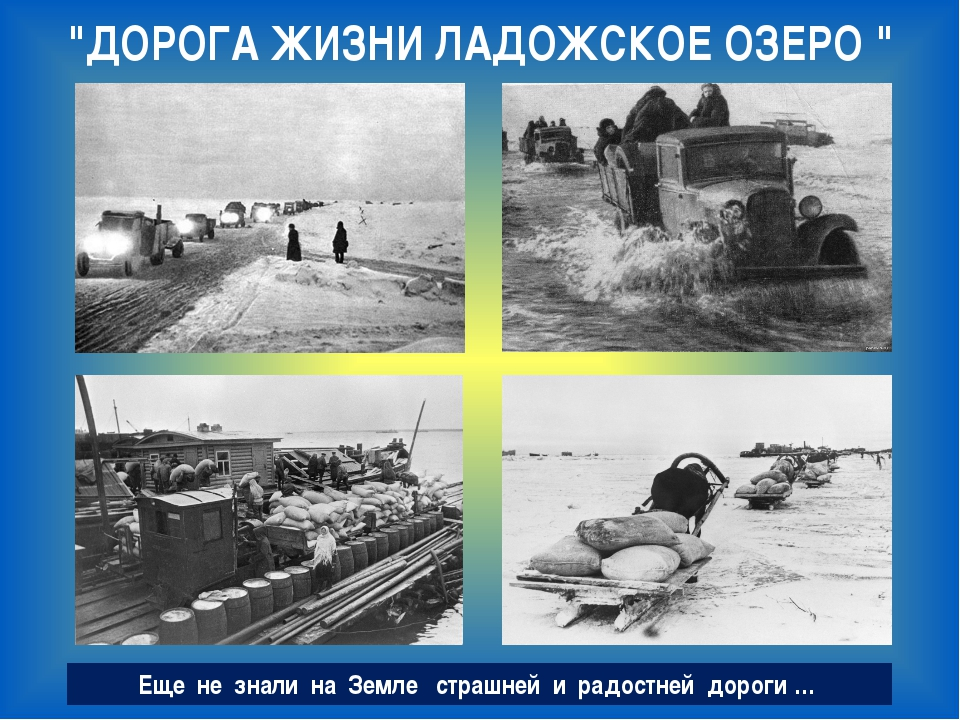 "ДОРОГА ЖИЗНИ ЛАДОЖСКОЕ ОЗЕРО "
Еще не знали на Земле страшней и радостней дороги ...